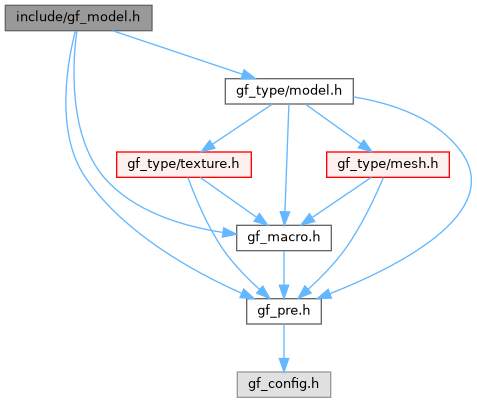 include/gf_model.h
gf_type/model.h
gf_type/texture.h
gf_type/mesh.h
gf_macro.h
gf_pre.h
gf_config.h